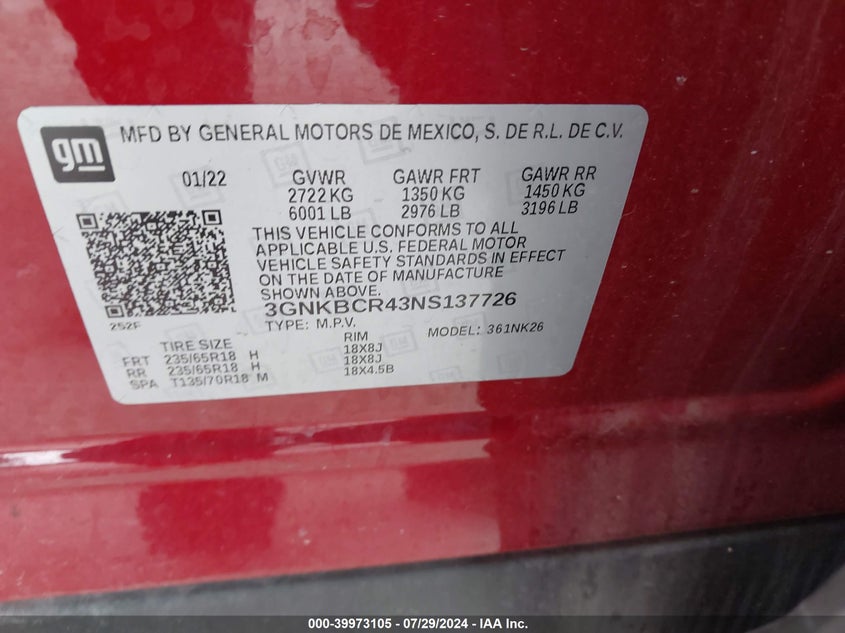 gm
MFD BY GENERAL MOTORS DE MEXICO, S. DE R.L. DE C.V.
01/22 GVWR GAWR FRT GAWR RR
2722 KG 1350 KG 1450 KG
6001 LB 2976 LB 3196 LB
THIS VEHICLE CONFORMS TO ALL
APPLICABLE U.S. FEDERAL MOTOR
VEHICLE SAFETY STANDARDS IN EFFECT
ON THE DATE OF MANUFACTURE
SHOWN ABOVE.
3GNKBCR43NS137726
252F
TYPE: M.P.V. MODEL: 361NK26
TIRE SIZE RIM
FRT 235/65R18 H 18X8J
RR 235/65R18 H 18X8J
SPA T135/70R18 M 18X4.5B
000-39973105 - 07/29/2024 - IAA Inc.